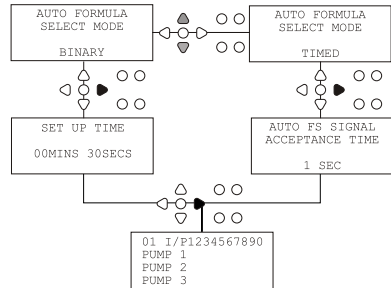 AUTO FORMULA
SELECT MODE
BINARY
AUTO FORMULA
SELECT MODE
TIMED
SET UP TIME
00MINS 30SECS
AUTO FS SIGNAL
ACCEPTANCE TIME
1 SEC
01 I/P1234567890
PUMP 1
PUMP 2
PUMP 3